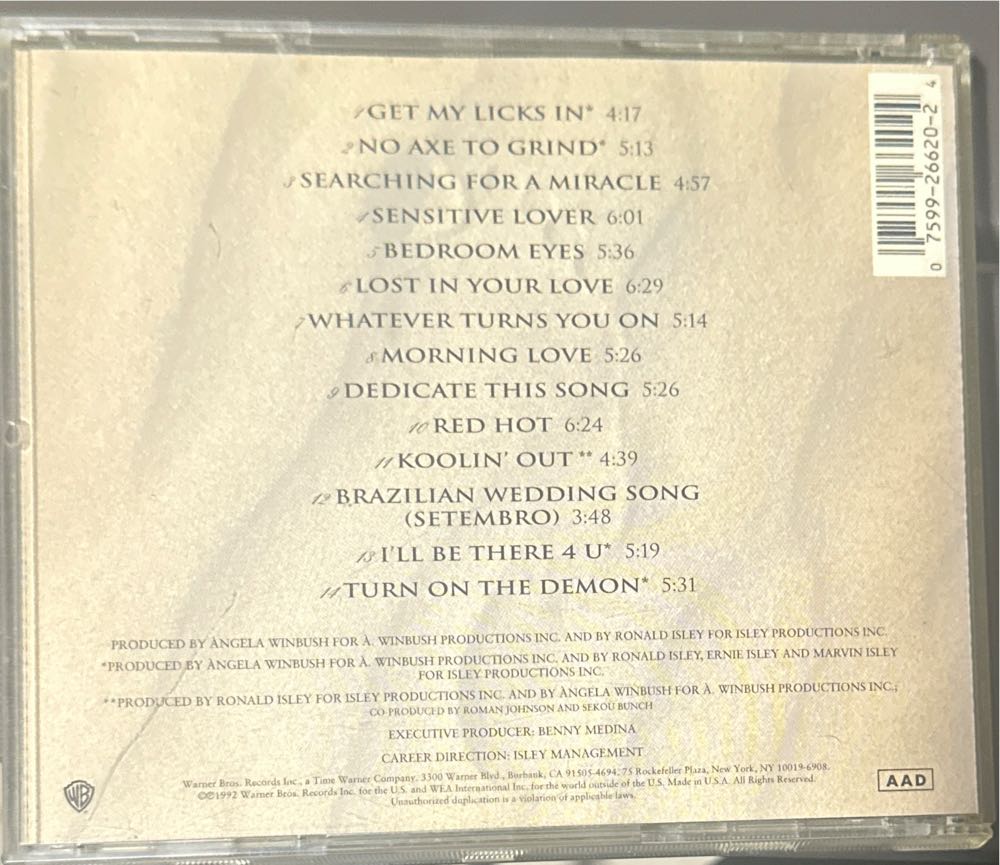 1 GET MY LICKS IN* 4:17
2 NO AXE TO GRIND* 5:13
3 SEARCHING FOR A MIRACLE 4:57
4 SENSITIVE LOVER 6:01
5 BEDROOM EYES 5:36
6 LOST IN YOUR LOVE 6:29
7 WHATEVER TURNS YOU ON 5:14
8 MORNING LOVE 5:26
9 DEDICATE THIS SONG 5:26
10 RED HOT 6:24
11 KOOLIN' OUT ** 4:39
12 BRAZILIAN WEDDING SONG
(SETEMBRO) 3:48
13 I'LL BE THERE 4 U* 5:19
14 TURN ON THE DEMON* 5:31
PRODUCED BY ÀNGELA WINBUSH FOR À. WINBUSH PRODUCTIONS INC. AND BY RONALD ISLEY FOR ISLEY PRODUCTIONS INC.
*PRODUCED BY ÀNGELA WINBUSH FOR À. WINBUSH PRODUCTIONS INC. AND BY RONALD ISLEY, ERNIE ISLEY AND MARVIN ISLEY
FOR ISLEY PRODUCTIONS INC.
**PRODUCED BY RONALD ISLEY FOR ISLEY PRODUCTIONS INC. AND BY ÀNGELA WINBUSH FOR À. WINBUSH PRODUCTIONS INC.;
CO-PRODUCED BY ROMAN JOHNSON AND SEKOU BUNCH
EXECUTIVE PRODUCER: BENNY MEDINA
CAREER DIRECTION: ISLEY MANAGEMENT
Warner Bros. Records Inc., a Time Warner Company. 3300 Warner Blvd., Burbank, CA 91505-4694. 75 Rockefeller Plaza, New York, NY 10019-6908.
℗©1992 Warner Bros. Records Inc. for the U.S. and WEA International Inc. for the world outside of the U.S. Made in U.S.A. All Rights Reserved.
Unauthorized duplication is a violation of applicable laws.
WB
AAD
0 7599-26620-2 4